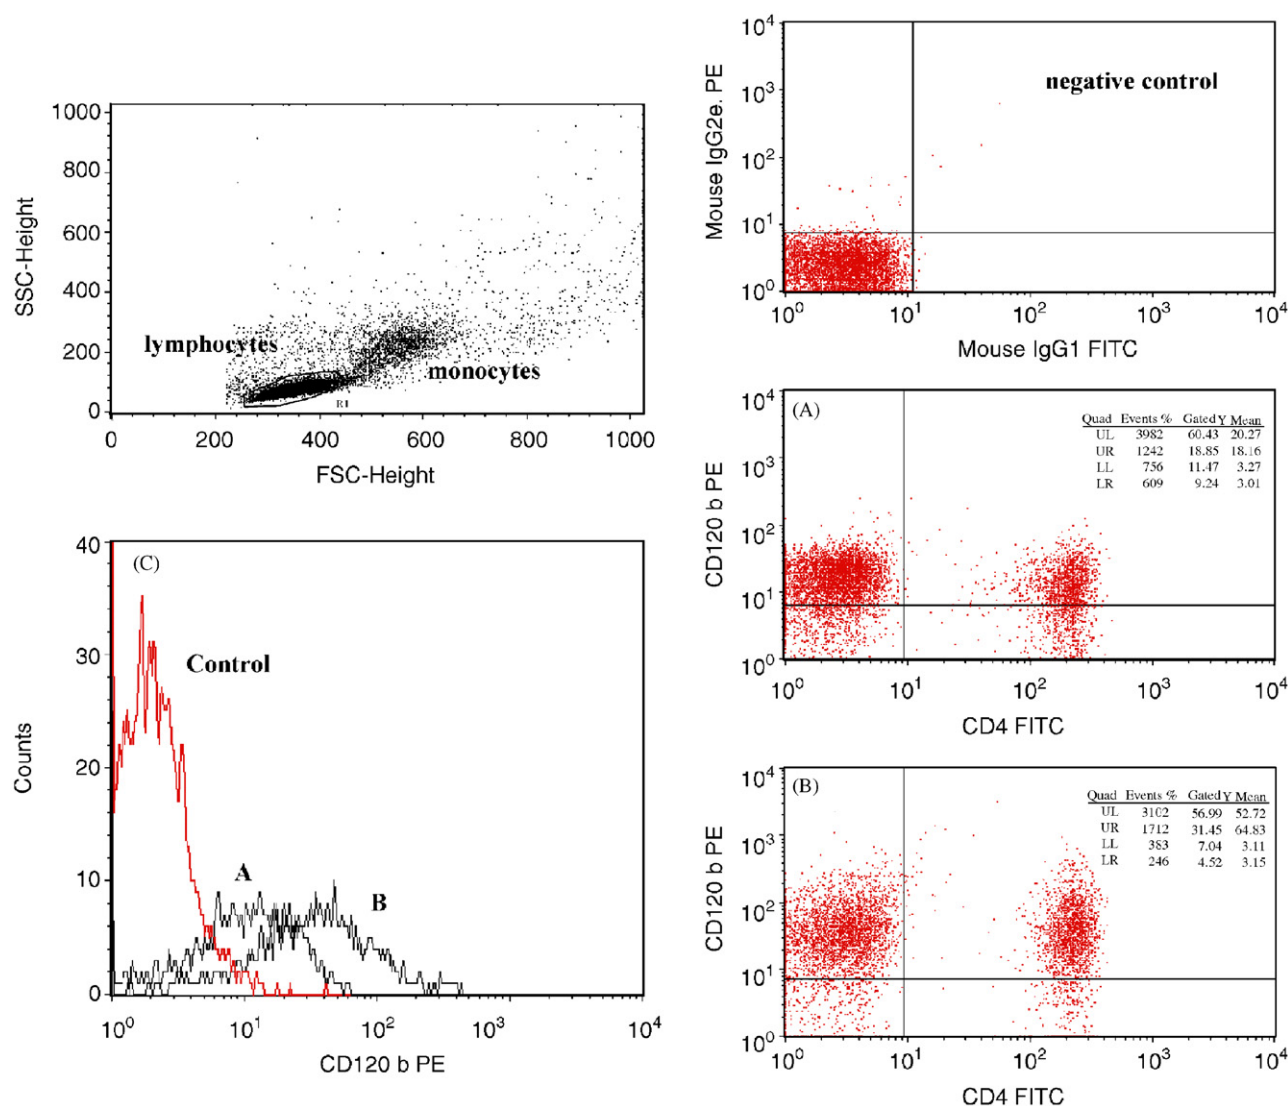 1000
800
600
400
200
0
SSC-Height
lymphocytes
monocytes
R1
0 200 400 600 800 1000
FSC-Height
10^4
10^3
10^2
10^1
10^0
Mouse IgG2e. PE
negative control
10^0 10^1 10^2 10^3 10^4
Mouse IgG1 FITC
(A)
10^4
10^3
10^2
10^1
10^0
CD120 b PE
Quad Events % Gated Y Mean
UL 3982 60.43 20.27
UR 1242 18.85 18.16
LL 756 11.47 3.27
LR 609 9.24 3.01
10^0 10^1 10^2 10^3 10^4
CD4 FITC
(C)
40
30
20
10
0
Counts
Control
A
B
10^0 10^1 10^2 10^3 10^4
CD120 b PE
(B)
10^4
10^3
10^2
10^1
10^0
CD120 b PE
Quad Events % Gated Y Mean
UL 3102 56.99 52.72
UR 1712 31.45 64.83
LL 383 7.04 3.11
LR 246 4.52 3.15
10^0 10^1 10^2 10^3 10^4
CD4 FITC